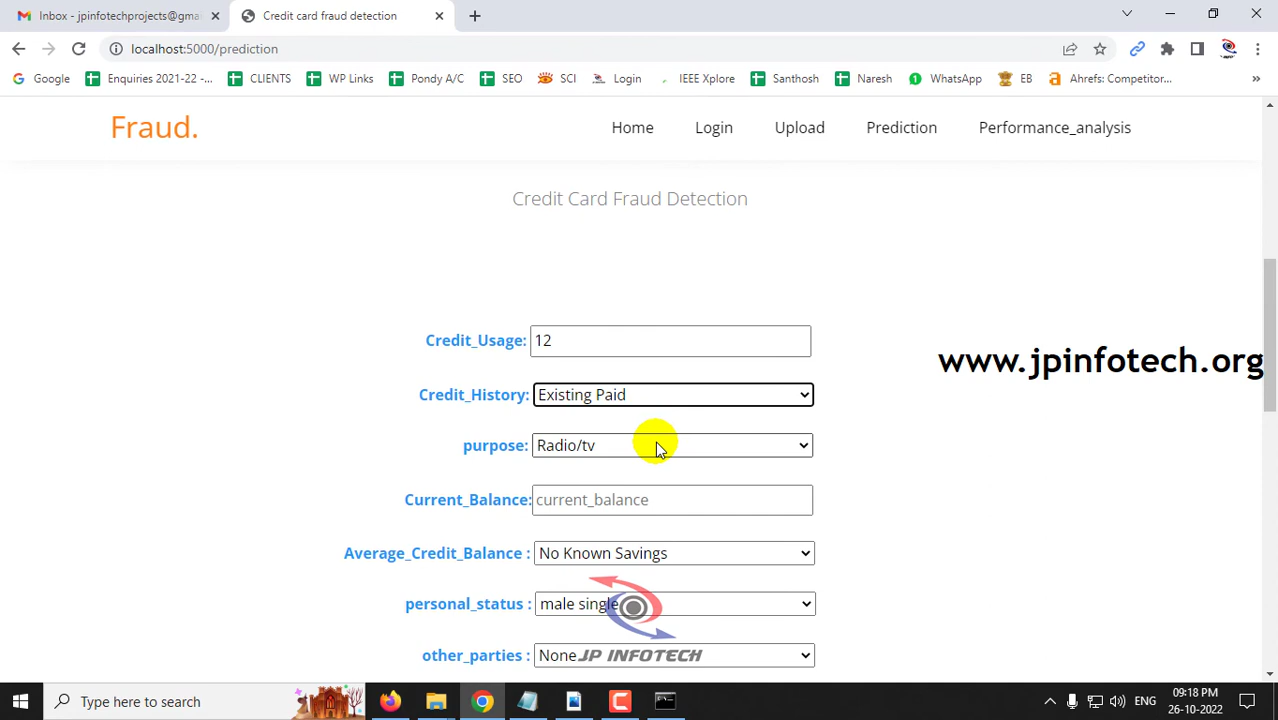 Inbox - jpinfotechprojects@gma
Credit card fraud detection
localhost:5000/prediction
Google
Enquiries 2021-22 -...
CLIENTS
WP Links
Pondy A/C
SEO
SCI
Login
IEEE Xplore
Santhosh
Naresh
WhatsApp
EB
Ahrefs: Competitor...
»
Fraud.
Home
Login
Upload
Prediction
Performance_analysis
Credit Card Fraud Detection
Credit_Usage: 12
www.jpinfotech.org
Credit_History: Existing Paid
purpose: Radio/tv
Current_Balance: current_balance
Average_Credit_Balance : No Known Savings
personal_status : male single
other_parties : None
JP INFOTECH
Type here to search
ENG
09:18 PM
26-10-2022